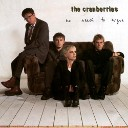 the cranberries
no need to argue